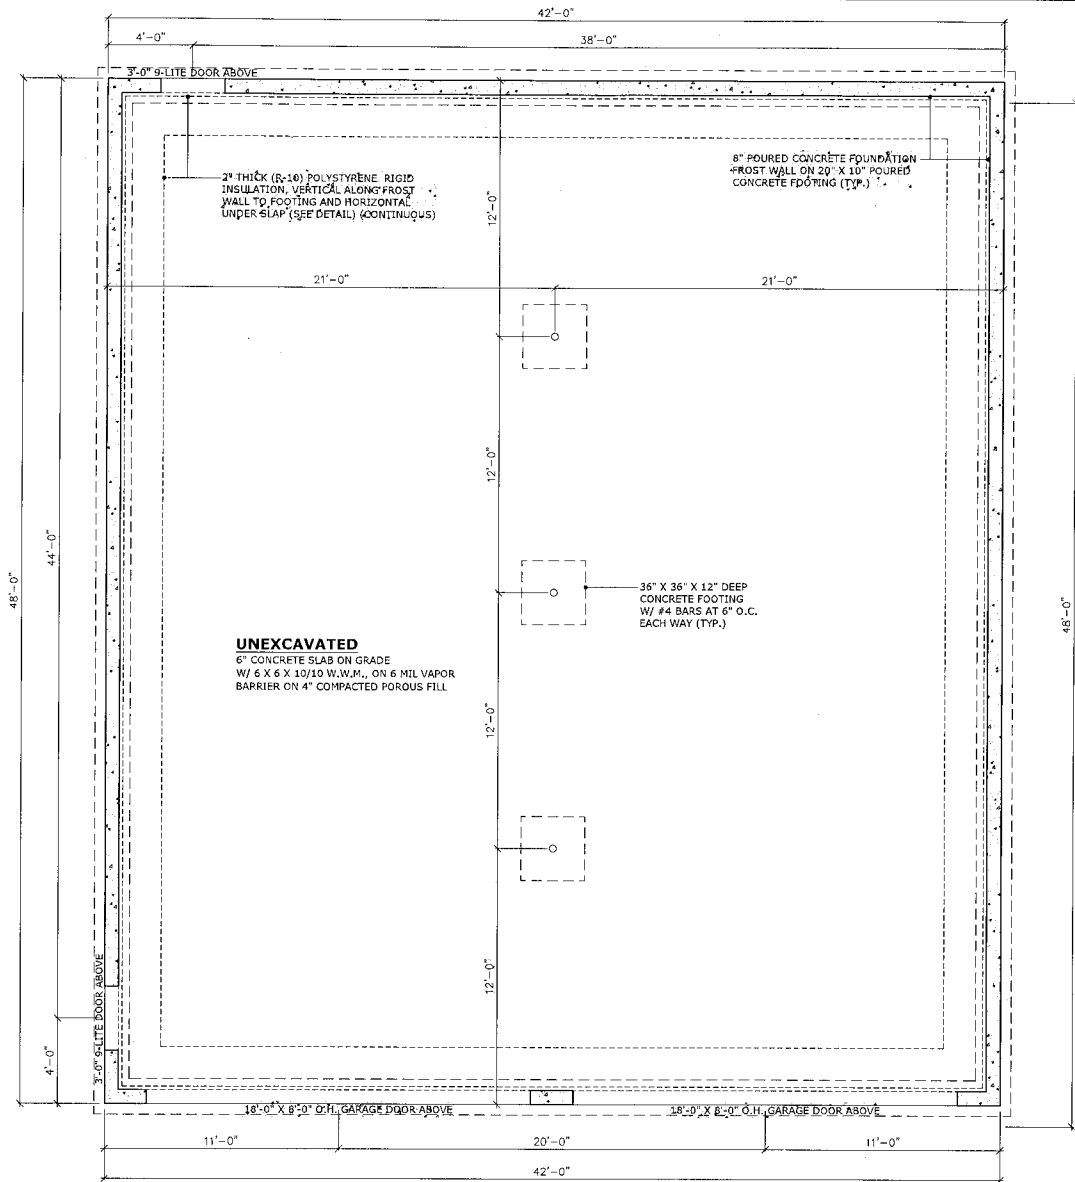 42'-0"
4'-0"
38'-0"
3'-0" 9-LITE DOOR ABOVE
2" THICK (R-10) POLYSTYRENE RIGID
INSULATION, VERTICAL ALONG FROST
WALL TO FOOTING AND HORIZONTAL
UNDER SLAP (SEE DETAIL) (CONTINUOUS)
8" POURED CONCRETE FOUNDATION
FROST WALL ON 20" X 10" POURED
CONCRETE FOOTING (TYP.)
12'-0"
21'-0"
21'-0"
12'-0"
44'-0"
48'-0"
36" X 36" X 12" DEEP
CONCRETE FOOTING
W/ #4 BARS AT 6" O.C.
EACH WAY (TYP.)
48'-0"
UNEXCAVATED
6" CONCRETE SLAB ON GRADE
W/ 6 X 6 X 10/10 W.W.M., ON 6 MIL VAPOR
BARRIER ON 4" COMPACTED POROUS FILL
12'-0"
12'-0"
3'-0" 9-LITE DOOR ABOVE
4'-0"
18'-0" X 8'-0" O.H. GARAGE DOOR ABOVE
18'-0" X 8'-0" O.H. GARAGE DOOR ABOVE
11'-0"
20'-0"
11'-0"
42'-0"